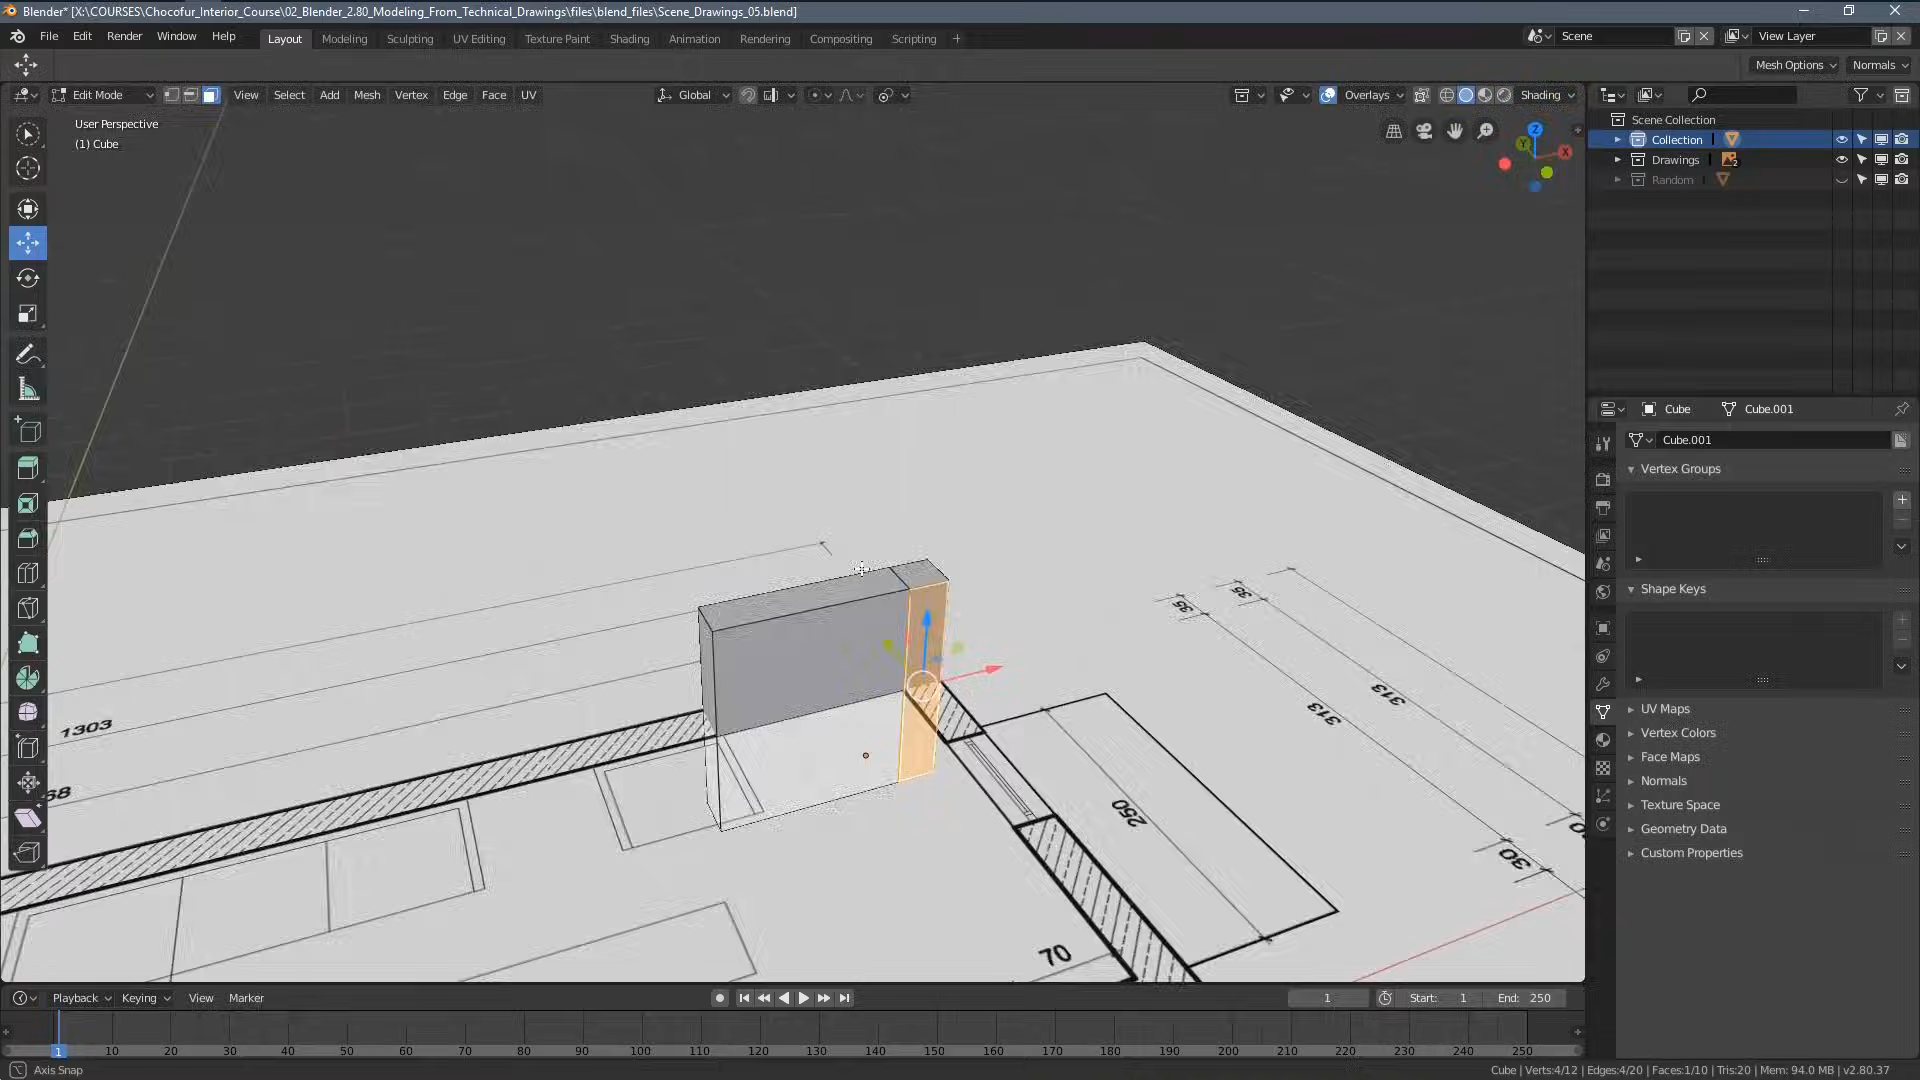 Blender* [X:\COURSES\Chocofur_Interior_Course\02_Blender_2.80_Modeling_From_Technical_Drawings\files\blend_files\Scene_Drawings_05.blend]
File Edit Render Window Help Layout Modeling Sculpting UV Editing Texture Paint Shading Animation Rendering Compositing Scripting + Scene View Layer
Mesh Options Normals
Edit Mode View Select Add Mesh Vertex Edge Face UV Global Overlays Shading
User Perspective
(1) Cube
Z
Y
X
Scene Collection
Collection
Drawings 2
Random
Cube Cube.001
Cube.001
Vertex Groups
Shape Keys
UV Maps
Vertex Colors
Face Maps
Normals
Texture Space
Geometry Data
Custom Properties
35
35
313
313
1303
68
250
30
70
Playback Keying View Marker 1 Start: 1 End: 250
1 10 20 30 40 50 60 70 80 90 100 110 120 130 140 150 160 170 180 190 200 210 220 230 240 250
Axis Snap
Cube | Verts:4/12 | Edges:4/20 | Faces:1/10 | Tris:20 | Mem: 94.0 MB | v2.80.37